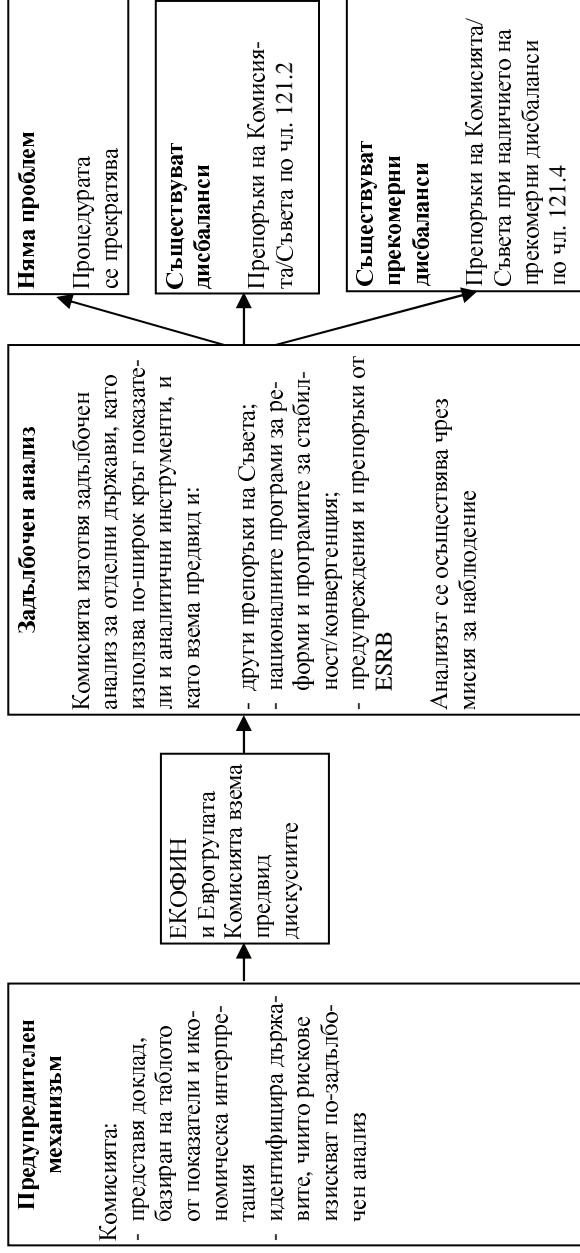 Предупредителен
механизъм
Комисията:
- представя доклад,
базиран на таблото
от показатели и ико-
номическа интерпре-
тация
- идентифицира държа-
вите, чиито рискове
изискват по-задълбо-
чен анализ
ЕКОФИН
и Еврогрупата
Комисията взема
предвид
дискусиите
Задълбочен анализ
Комисията изготвя задълбочен
анализ за отделни държави, като
използва по-широк кръг показате-
ли и аналитични инструменти, и
като взема предвид и:
- други препоръки на Съвета;
- националните програми за ре-
форми и програмите за стабил-
ност/конвергенция;
- предупреждения и препоръки от
ESRB
Анализът се осъществява чрез
мисия за наблюдение
Няма проблем
Процедурата
се прекратява
Съществуват
дисбаланси
Препоръки на Комисия-
та/Съвета по чл. 121.2
Съществуват
прекомерни
дисбаланси
Препоръки на Комисията/
Съвета при наличието на
прекомерни дисбаланси
по чл. 121.4